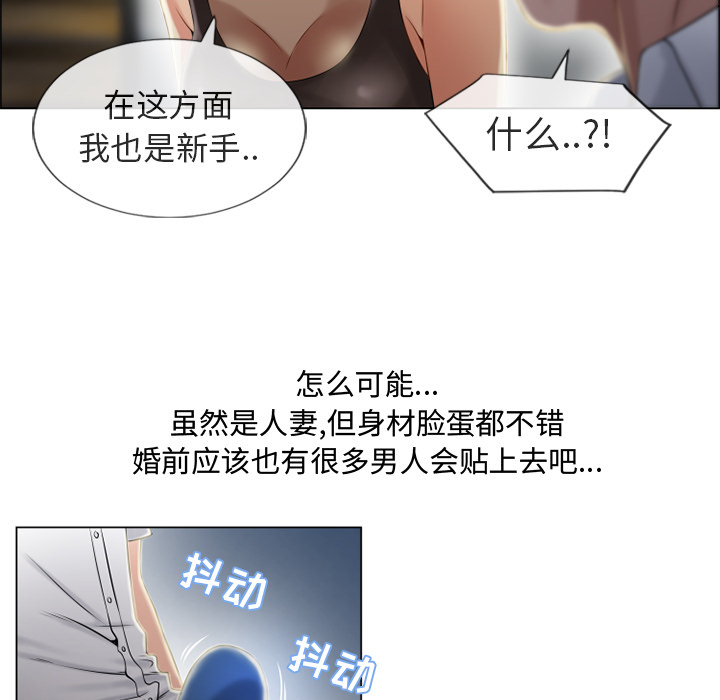 在这方面
我也是新手..
什么..?!
怎么可能...
虽然是人妻,但身材脸蛋都不错
婚前应该也有很多男人会贴上去吧...
抖动
抖动